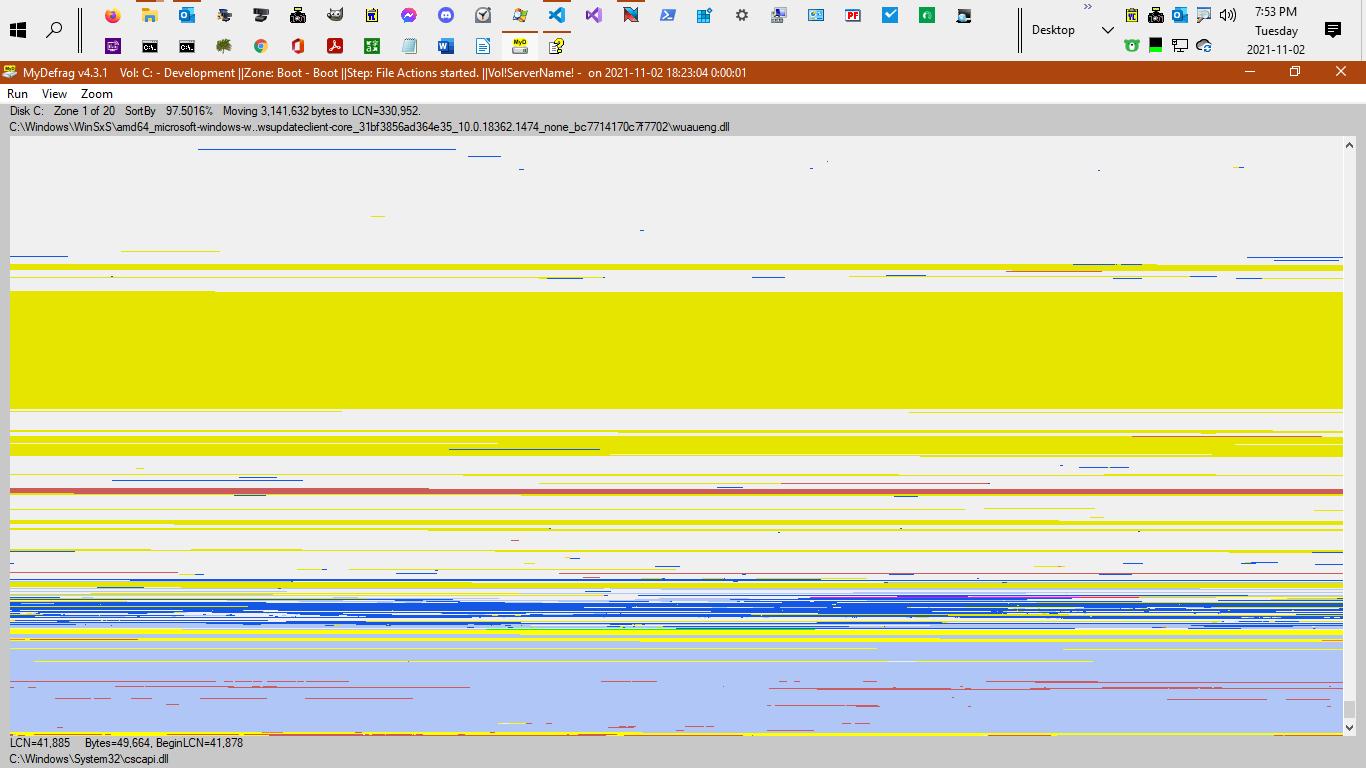 7:53 PM
Tuesday
2021-11-02
Desktop
MyDefrag v4.3.1 Vol: C: - Development ||Zone: Boot - Boot ||Step: File Actions started. ||Vol!ServerName! - on 2021-11-02 18:23:04 0:00:01
Run View Zoom
Disk C: Zone 1 of 20 SortBy 97.5016% Moving 3,141,632 bytes to LCN=330,952.
C:\Windows\WinSxS\amd64_microsoft-windows-w..wsupdateclient-core_31bf3856ad364e35_10.0.18362.1474_none_bc7714170c7f7702\wuaueng.dll
LCN=41,885 Bytes=49,664, BeginLCN=41,878
C:\Windows\System32\cscapi.dll